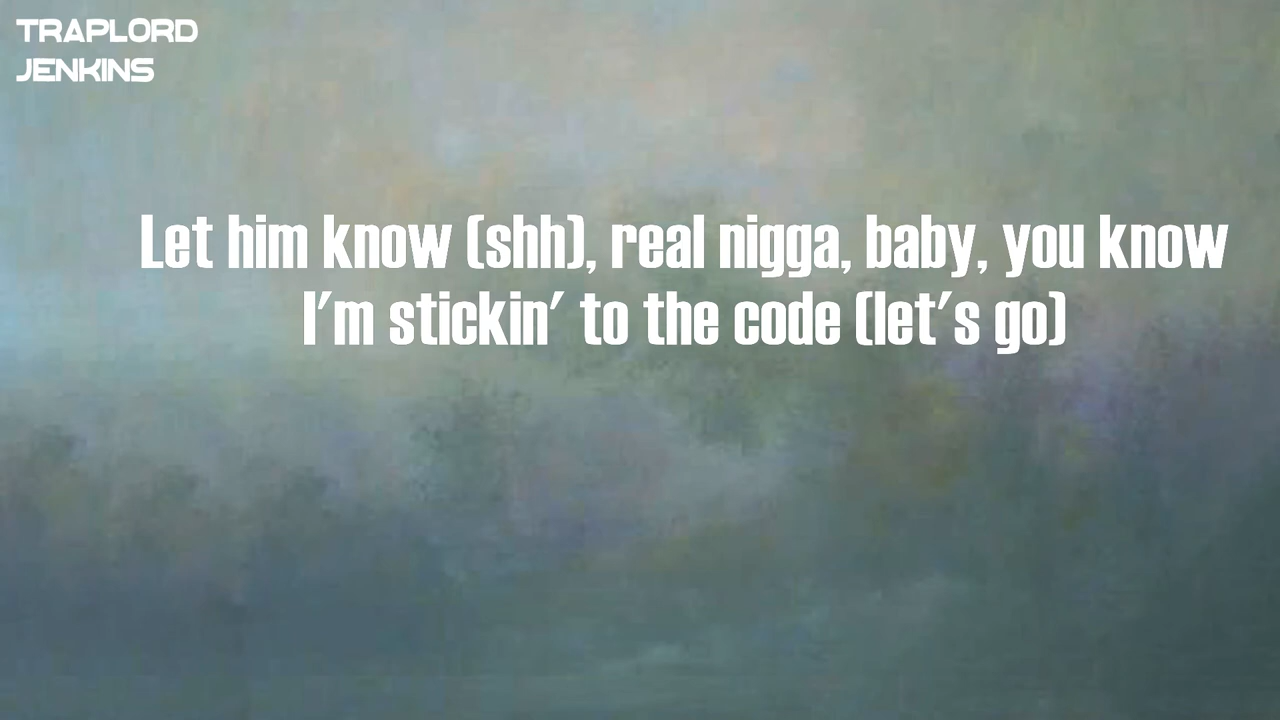 TRAPLORD
JENKINS
Let him know (shh), real nigga, baby, you know
I'm stickin' to the code (let's go)